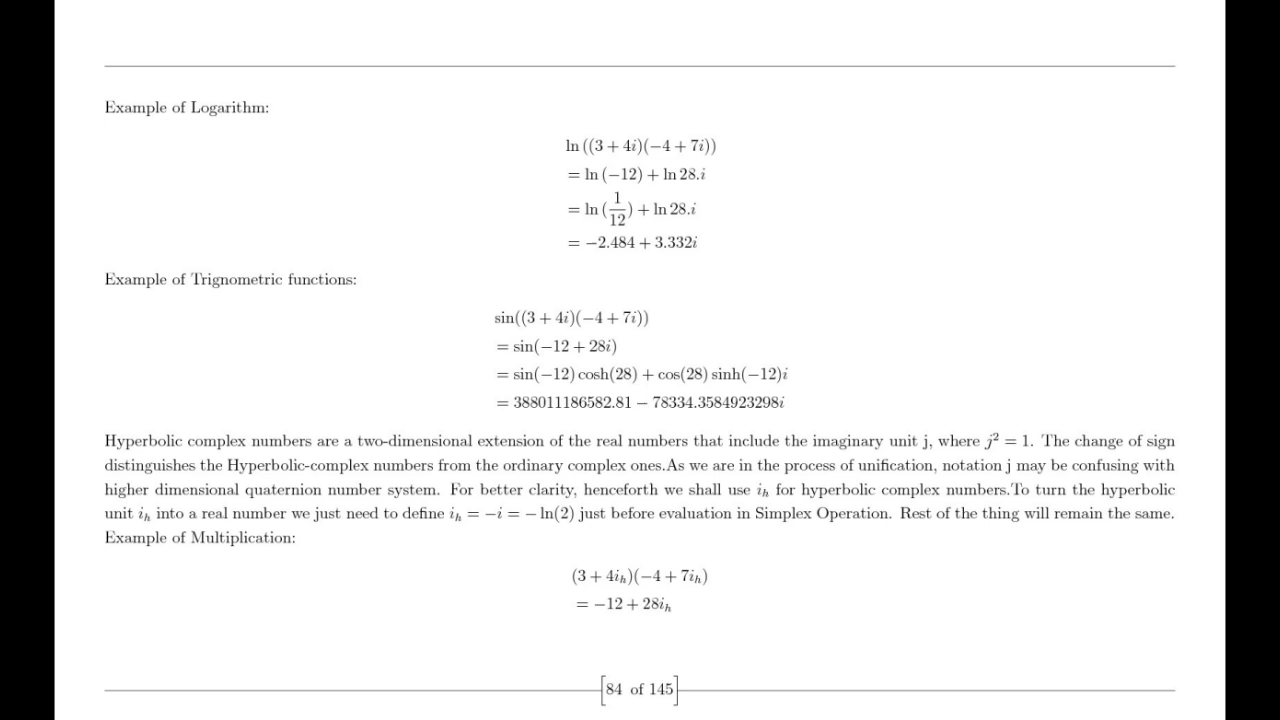 Example of Logarithm:
ln ((3 + 4i)(−4 + 7i))
= ln (−12) + ln 28.i
= ln (1/12) + ln 28.i
= −2.484 + 3.332i
Example of Trignometric functions:
sin((3 + 4i)(−4 + 7i))
= sin(−12 + 28i)
= sin(−12) cosh(28) + cos(28) sinh(−12)i
= 388011186582.81 − 78334.3584923298i
Hyperbolic complex numbers are a two-dimensional extension of the real numbers that include the imaginary unit j, where j² = 1. The change of sign
distinguishes the Hyperbolic-complex numbers from the ordinary complex ones.As we are in the process of unification, notation j may be confusing with
higher dimensional quaternion number system. For better clarity, henceforth we shall use iₕ for hyperbolic complex numbers.To turn the hyperbolic
unit iₕ into a real number we just need to define iₕ = −i = − ln(2) just before evaluation in Simplex Operation. Rest of the thing will remain the same.
Example of Multiplication:
(3 + 4iₕ)(−4 + 7iₕ)
= −12 + 28iₕ
[84 of 145]